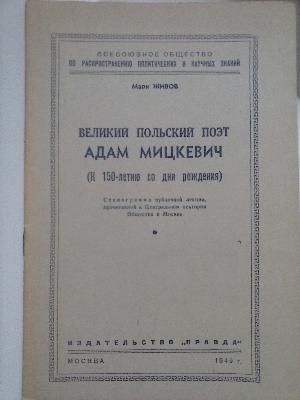 ВСЕСОЮЗНОЕ ОБЩЕСТВО
ПО РАСПРОСТРАНЕНИЮ ПОЛИТИЧЕСКИХ И НАУЧНЫХ ЗНАНИЙ
Марк ЖИВОВ
ВЕЛИКИЙ ПОЛЬСКИЙ ПОЭТ
АДАМ МИЦКЕВИЧ
(К 150-летию со дня рождения)
Стенограмма публичной лекции,
прочитанной в Центральном лектории
Общества в Москве
ИЗДАТЕЛЬСТВО „ПРАВДА"
МОСКВА 1949 г.